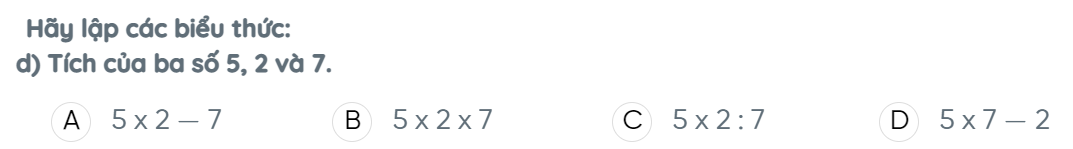 Hãy lập các biểu thức:
d) Tích của ba số 5, 2 và 7.
A 5 x 2 — 7 B 5 x 2 x 7 C 5 x 2 : 7 D 5 x 7 — 2